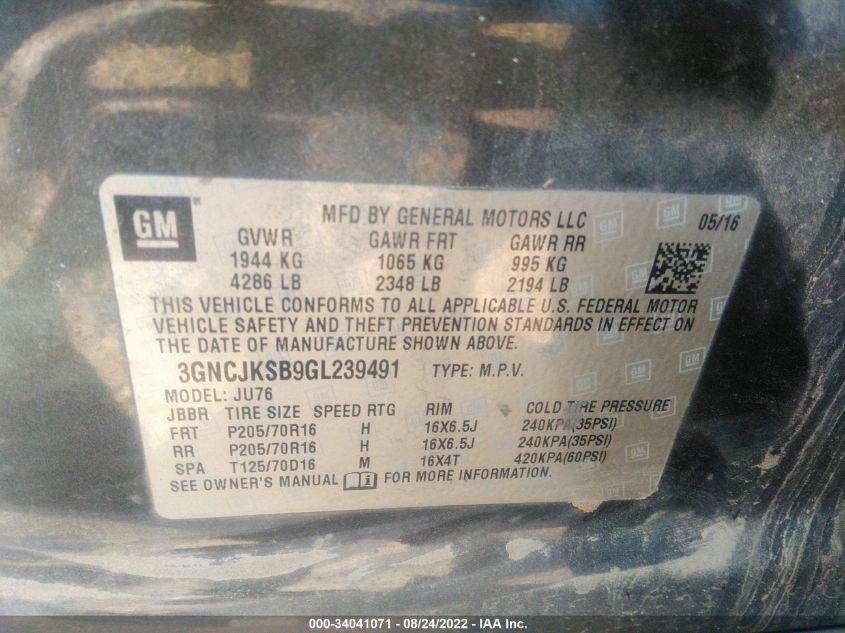 GM ®
MFD BY GENERAL MOTORS LLC 05/16
GVWR GAWR FRT GAWR RR
1944 KG 1065 KG 995 KG
4286 LB 2348 LB 2194 LB
THIS VEHICLE CONFORMS TO ALL APPLICABLE U.S. FEDERAL MOTOR
VEHICLE SAFETY AND THEFT PREVENTION STANDARDS IN EFFECT ON
THE DATE OF MANUFACTURE SHOWN ABOVE.
3GNCJKSB9GL239491 TYPE: M.P.V.
MODEL: JU76
JBBR TIRE SIZE SPEED RTG RIM COLD TIRE PRESSURE
FRT P205/70R16 H 16X6.5J 240KPA(35PSI)
RR P205/70R16 H 16X6.5J 240KPA(35PSI)
SPA T125/70D16 M 16X4T 420KPA(60PSI)
SEE OWNER'S MANUAL i FOR MORE INFORMATION.
000-34041071 - 08/24/2022 - IAA Inc.